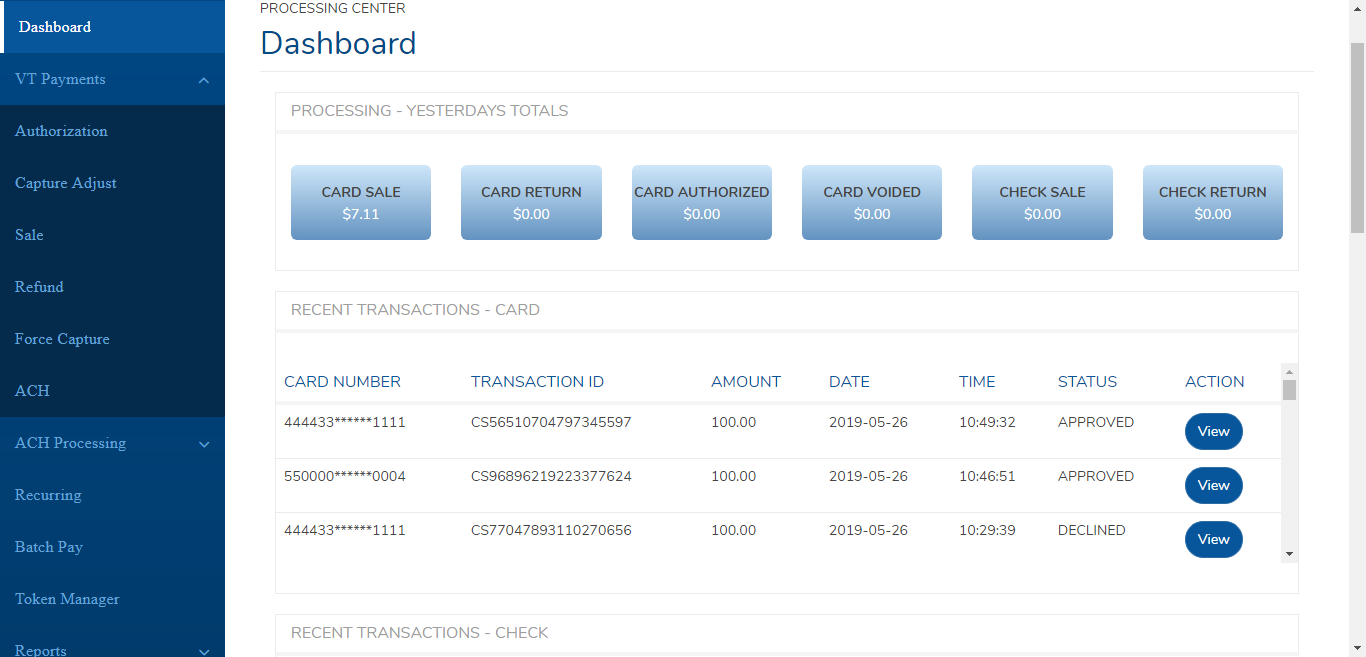 Dashboard
VT Payments
Authorization
Capture Adjust
Sale
Refund
Force Capture
ACH
ACH Processing
Recurring
Batch Pay
Token Manager
Reports
PROCESSING CENTER
Dashboard
PROCESSING - YESTERDAYS TOTALS
CARD SALE CARD RETURN CARD AUTHORIZED CARD VOIDED CHECK SALE CHECK RETURN
$7.11 $0.00 $0.00 $0.00 $0.00 $0.00
RECENT TRANSACTIONS - CARD
CARD NUMBER TRANSACTION ID AMOUNT DATE TIME STATUS ACTION
444433******1111 CS56510704797345597 100.00 2019-05-26 10:49:32 APPROVED View
550000******0004 CS96896219223377624 100.00 2019-05-26 10:46:51 APPROVED View
444433******1111 CS77047893110270656 100.00 2019-05-26 10:29:39 DECLINED View
RECENT TRANSACTIONS - CHECK